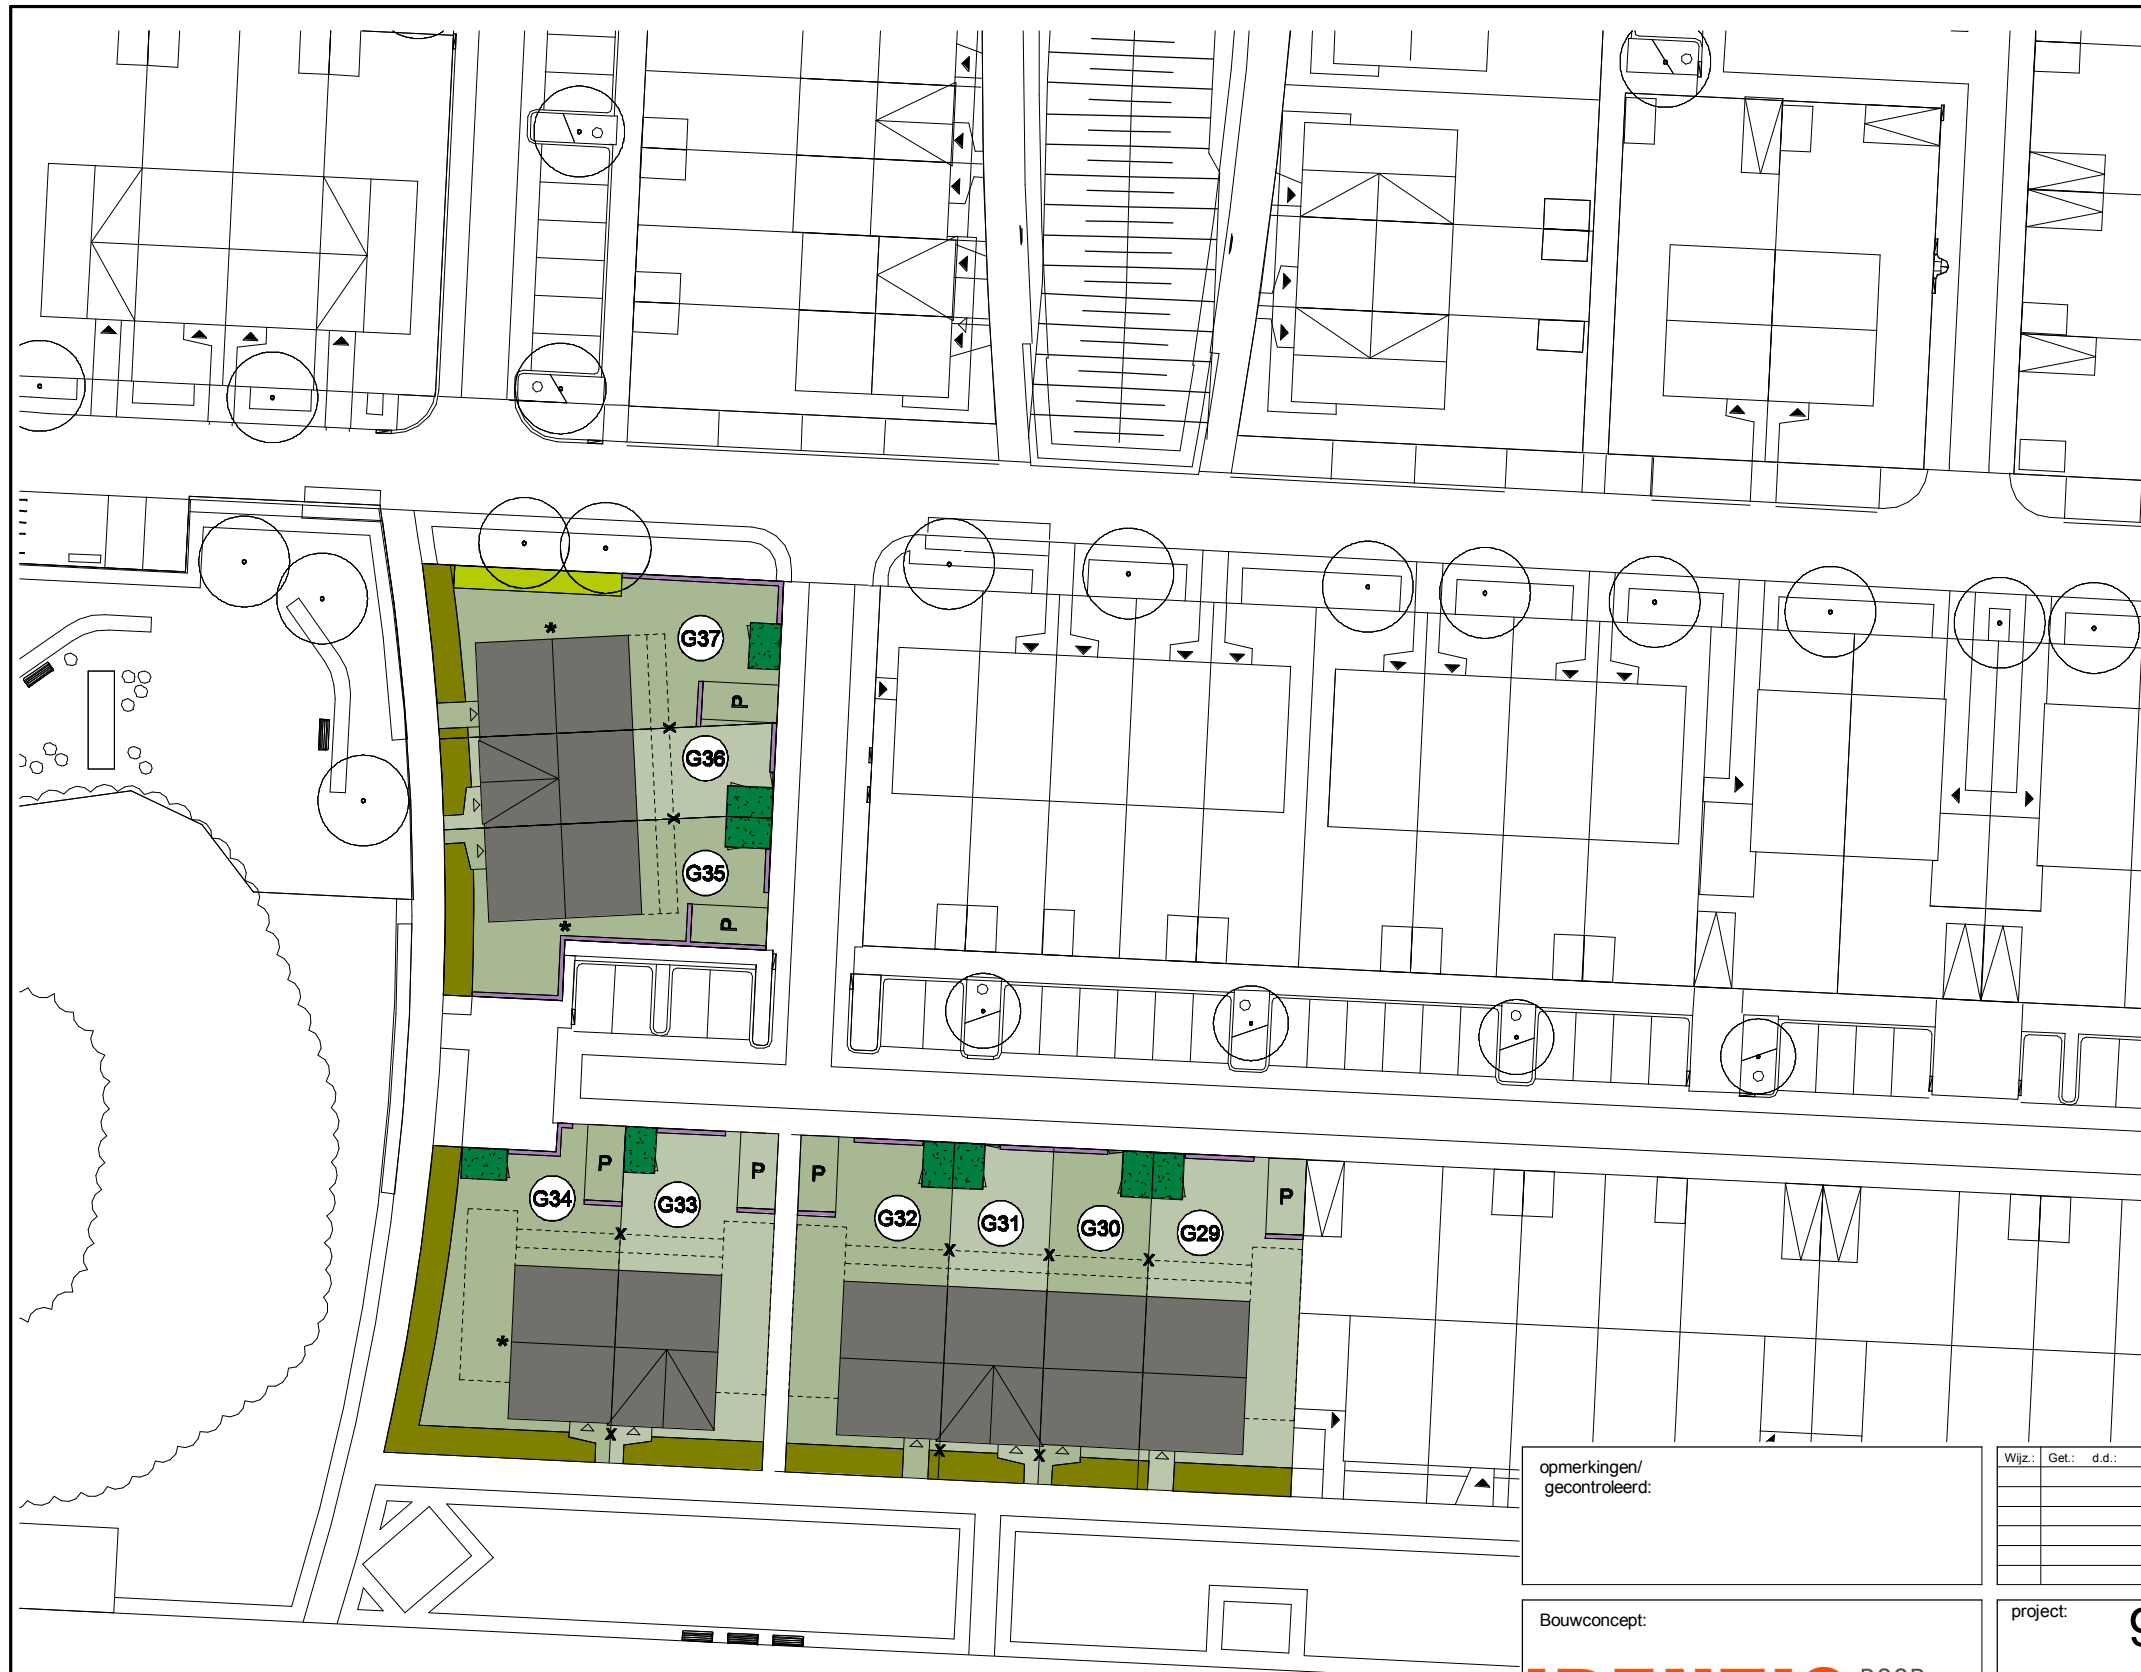 G37
P
G36
G35
P
P
P
P
P
G34
G33
G32
G31
G30
G29
opmerkingen/
gecontroleerd:
Wijz.: Get.: d.d.:
Bouwconcept:
project: